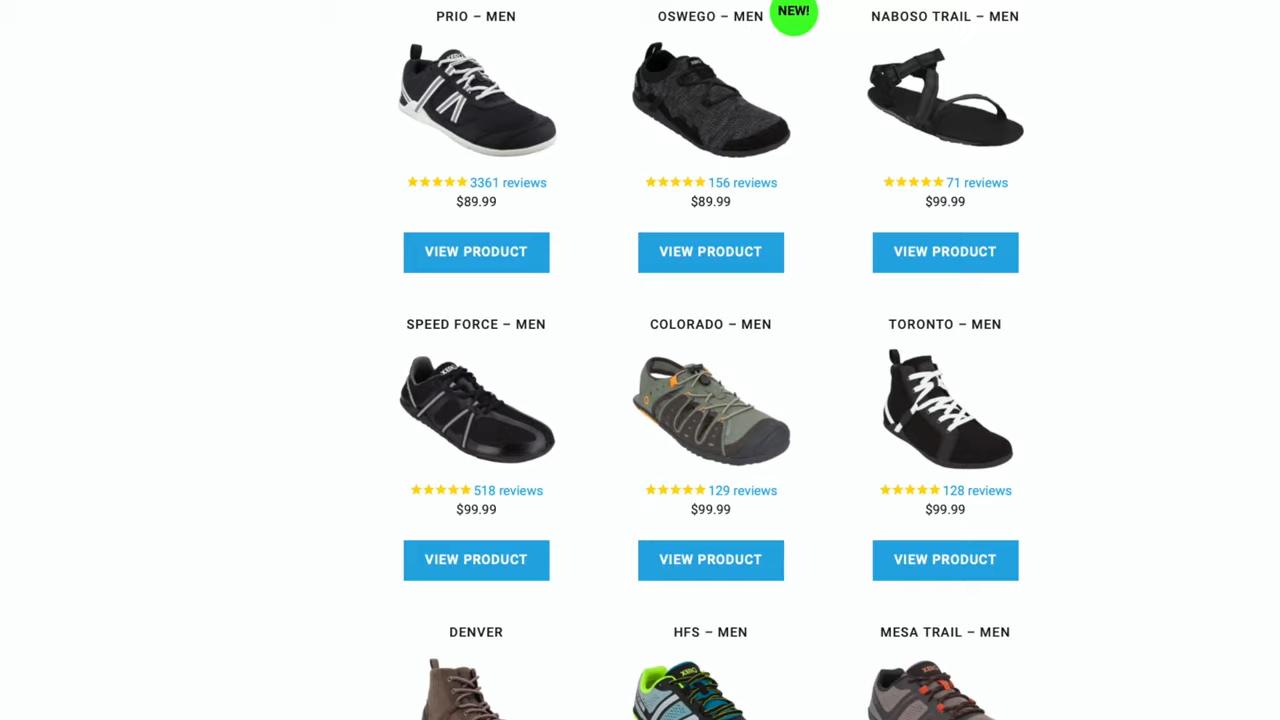 PRIO – MEN
OSWEGO – MEN
NEW!
NABOSO TRAIL – MEN
3361 reviews
156 reviews
71 reviews
$89.99
$89.99
$99.99
VIEW PRODUCT
VIEW PRODUCT
VIEW PRODUCT
SPEED FORCE – MEN
COLORADO – MEN
TORONTO – MEN
518 reviews
129 reviews
128 reviews
$99.99
$99.99
$99.99
VIEW PRODUCT
VIEW PRODUCT
VIEW PRODUCT
DENVER
HFS – MEN
MESA TRAIL – MEN